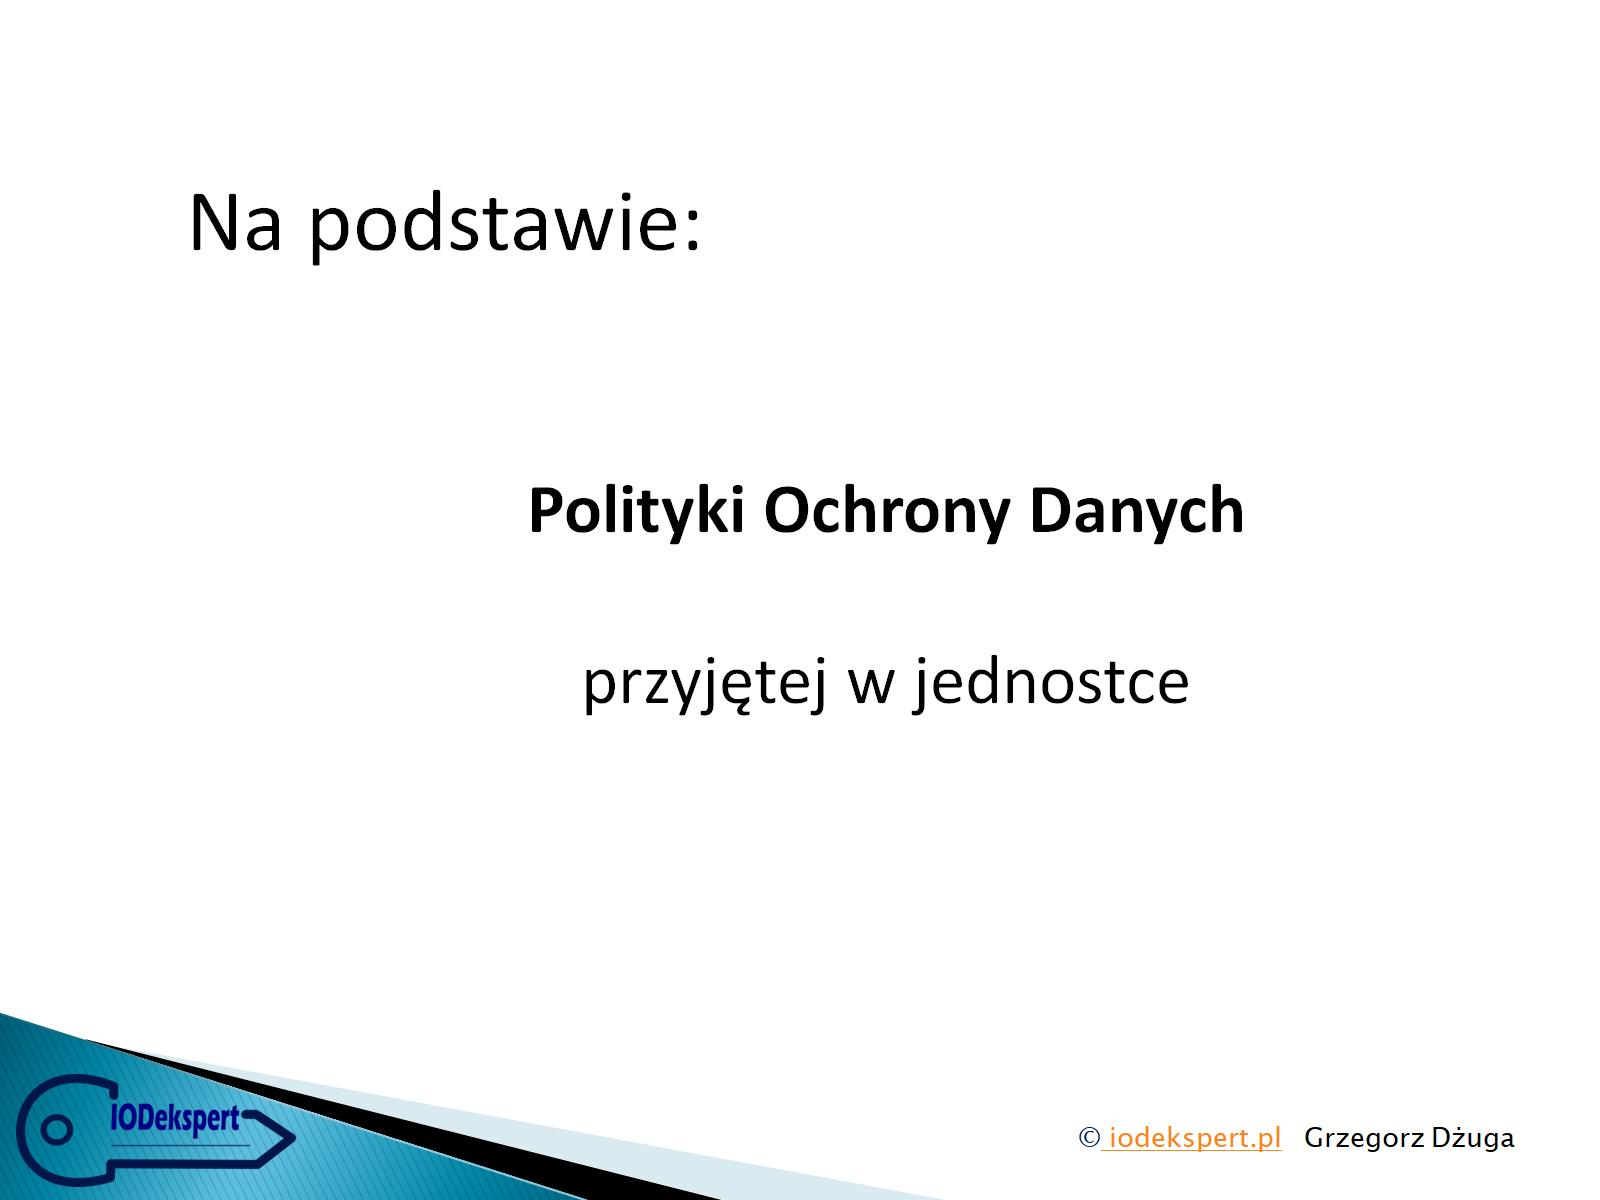 Na podstawie:
Polityki Ochrony Danych
przyjętej w jednostce
IODekspert
© iodekspert.pl Grzegorz Dżuga